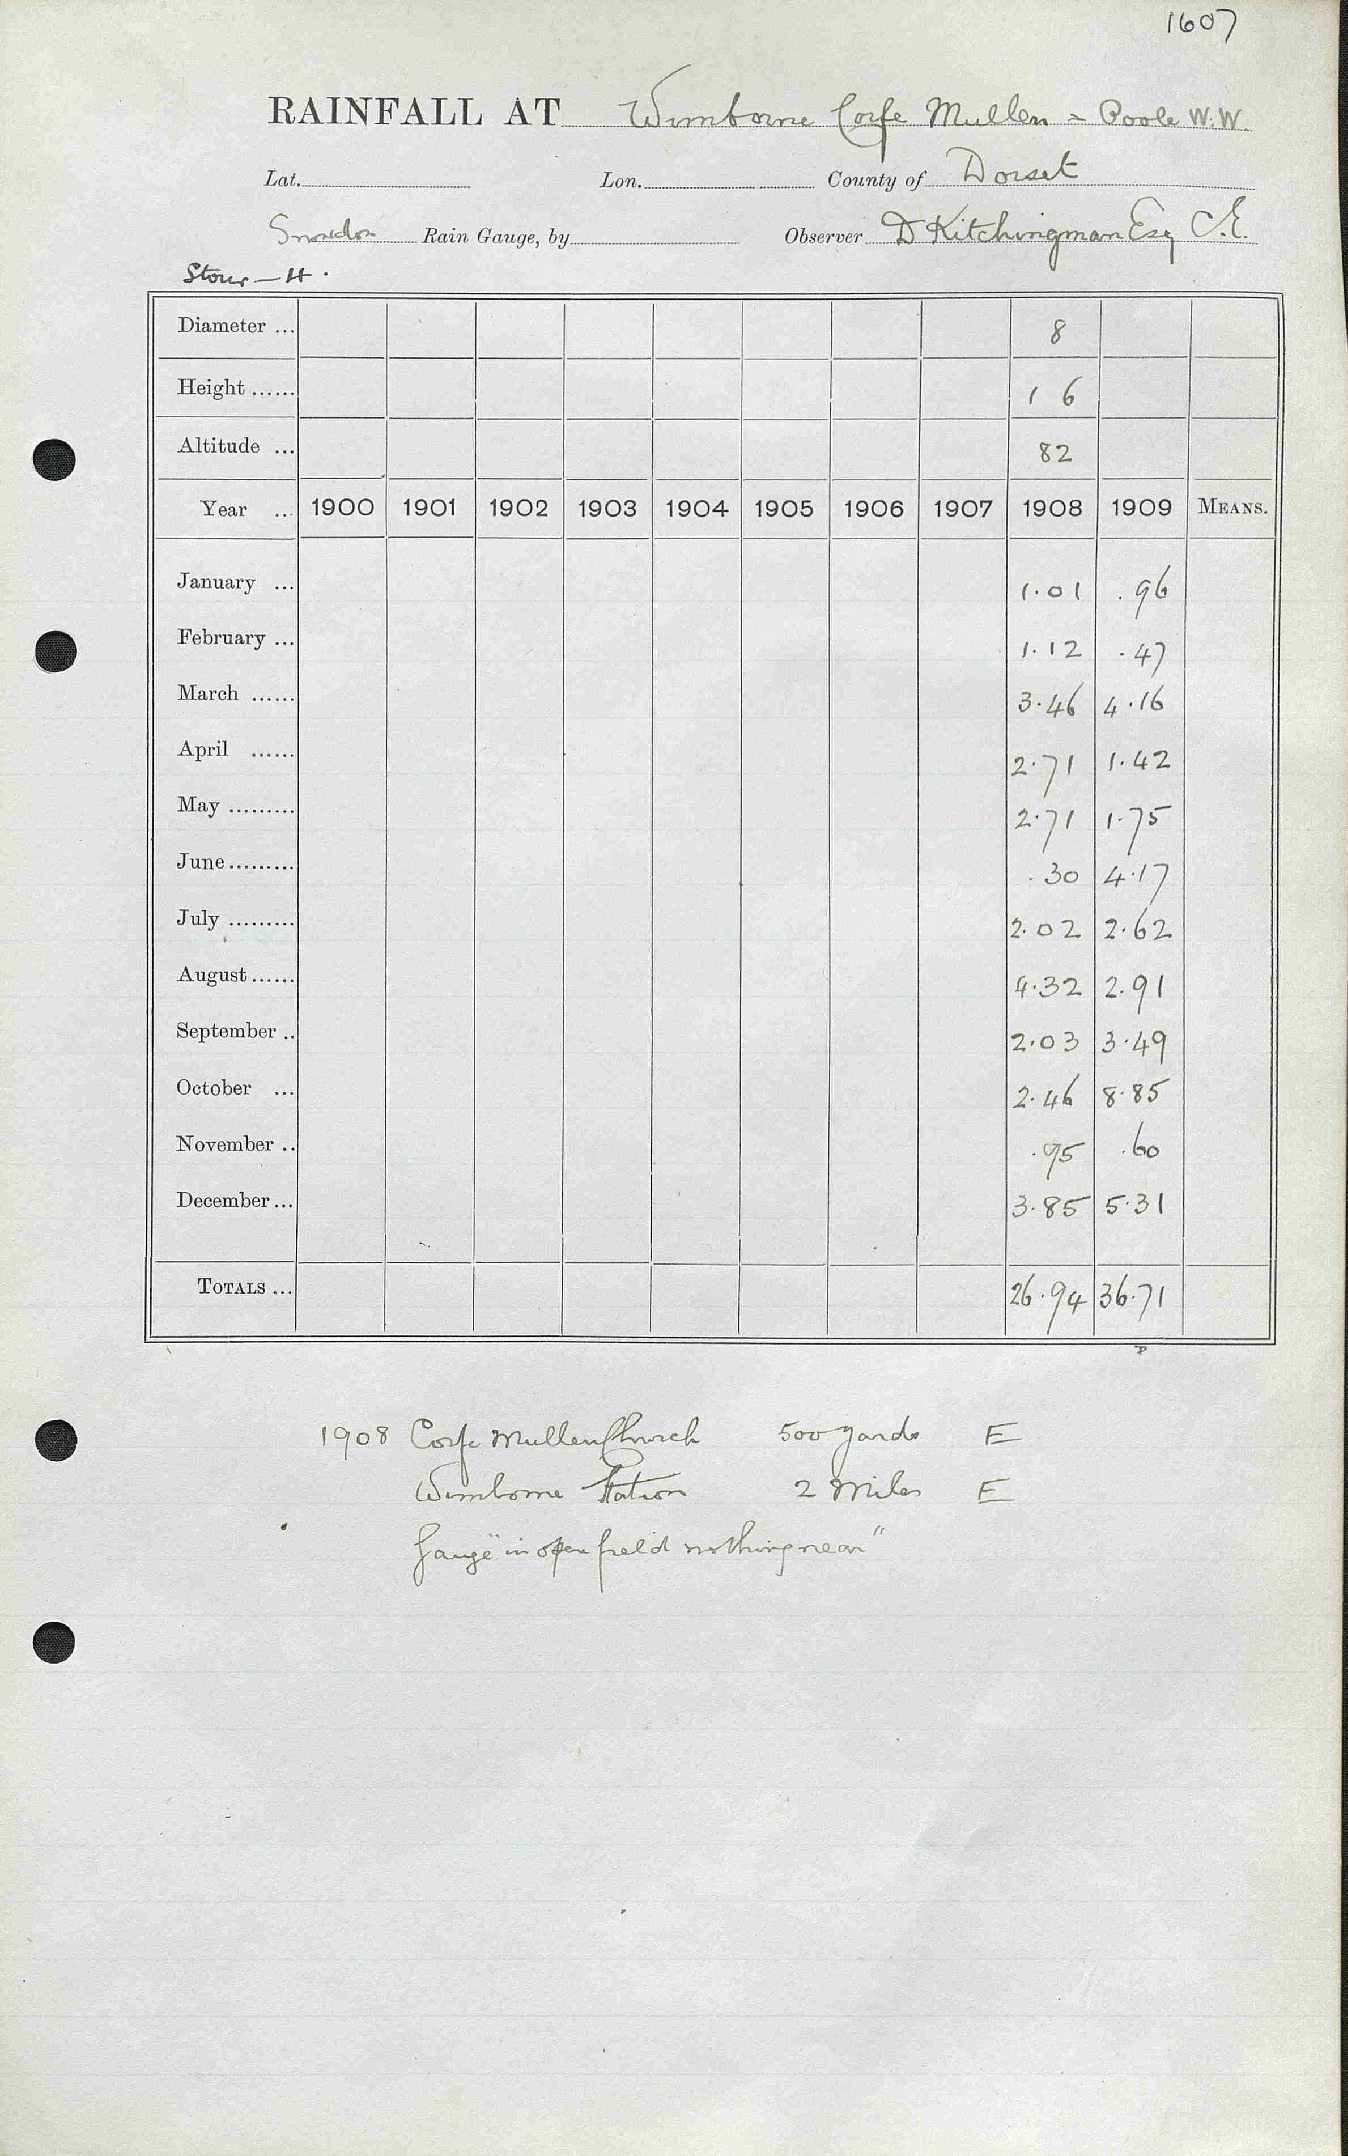 1607
RAINFALL AT Wimborne Corfe Mullen - Poole W.W.
Lat. Lon. County of Dorset
Snowdon Rain Gauge, by Observer D Kitchingman Esq C.E.
Stour — H.
Diameter ... 8
Height ...... 1 6
Altitude ... 82
Year ... 1900 1901 1902 1903 1904 1905 1906 1907 1908 1909 MEANS.
January ... 1.01 .96
February ... 1.12 .47
March ...... 3.46 4.16
April ...... 2.71 1.42
May ......... 2.71 1.75
June ......... .30 4.17
July ......... 2.02 2.62
August ...... 4.32 2.91
September .. 2.03 3.49
October ... 2.46 8.85
November .. .95 .60
December ... 3.85 5.31
TOTALS ... 26.94 36.71
1908 Corfe Mullen Church 500 yards E
Wimborne Station 2 Miles E
Gauge "in open field nothing near"